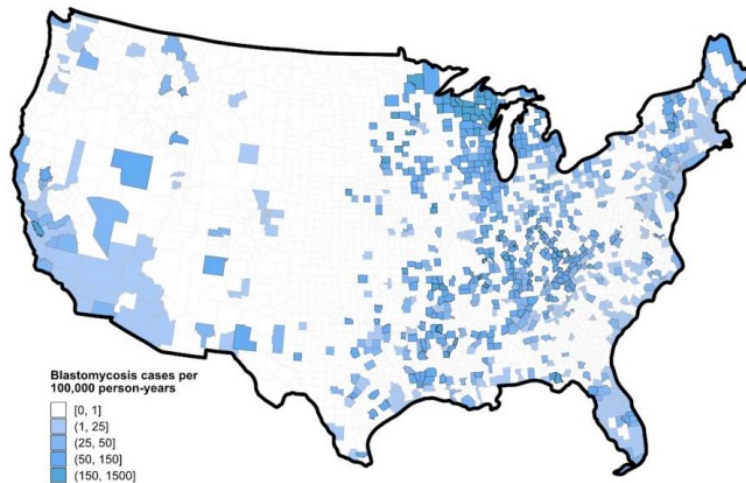 Blastomycosis cases per
100,000 person-years
[0, 1]
(1, 25]
(25, 50]
(50, 150]
(150, 1500]